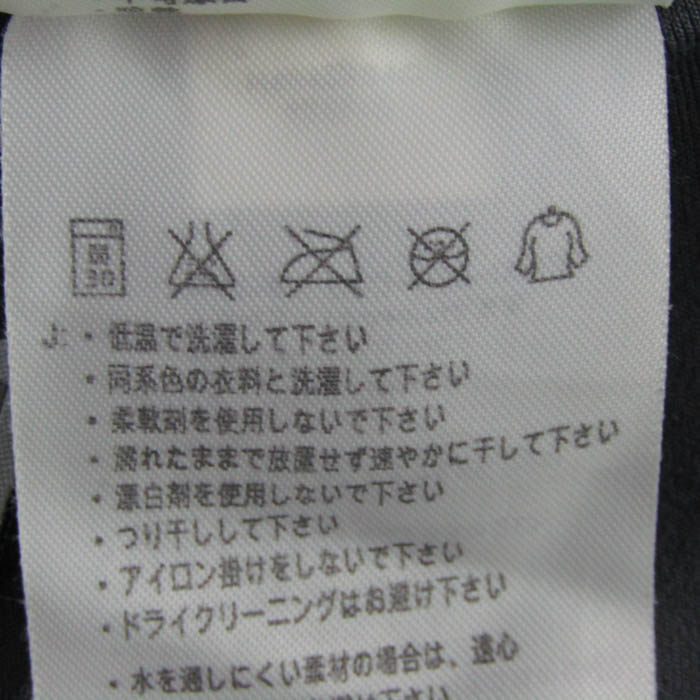 弱
30
J: ・低温で洗濯して下さい
・同系色の衣料と洗濯して下さい
・柔軟剤を使用しないで下さい
・濡れたままで放置せず速やかに干して下さい
・漂白剤を使用しないで下さい
・つり干しして下さい
・アイロン掛けをしないで下さい
・ドライクリーニングはお避け下さい
・水を通しにくい素材の場合は、遠心
下さい